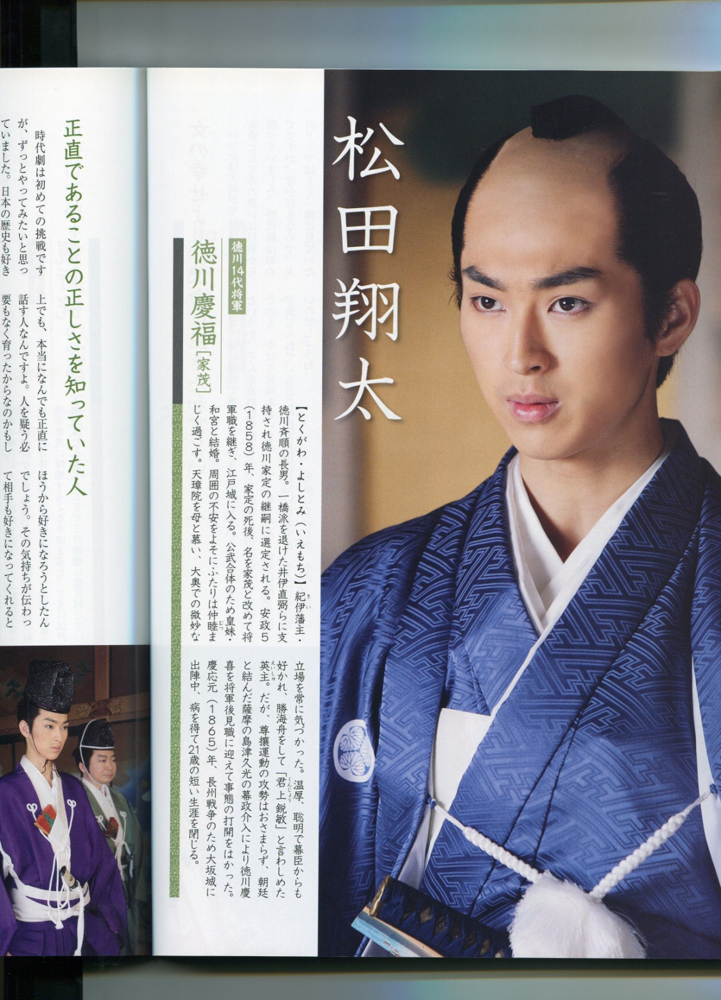 松田翔太
徳川14代将軍
徳川慶福[家茂]
【とくがわ・よしとみ(いえもち)】紀伊藩主・
きい
徳川斉順の長男。一橋派を退けた井伊直弼らに支
持され徳川家定の継嗣に選定される。安政5
(1858)年、家定の死後、名を家茂と改めて将
軍職を継ぎ、江戸城に入る。公武合体のため皇妹・
和宮と結婚。周囲の不安をよそにふたりは仲睦ま
むつ
じく過ごす。天璋院を母と慕い、大奥での微妙な
立場を常に気づかった。温厚、聡明で幕臣からも
好かれ、勝海舟をして「君上鋭敏」と言わしめた
くんじょう
英主。だが、尊攘運動の攻勢はおさまらず、朝廷
えいしゅ
と結んだ薩摩の島津久光の幕政介入により徳川慶
喜を将軍後見職に迎えて事態の打開をはかった。
慶応元(1865)年、長州戦争のため大坂城に
出陣中、病を得て21歳の短い生涯を閉じる。
正直であることの正しさを知っていた人
時代劇は初めての挑戦です
が、ずっとやってみたいと思っ
ていました。日本の歴史も好き
上でも、本当になんでも正直に
話す人なんですよ。人を疑う必
要もなく育ったからなのかもし
ほうから好きになろうとしたん
でしょう。その気持ちが伝わっ
て相手も好きになってくれると